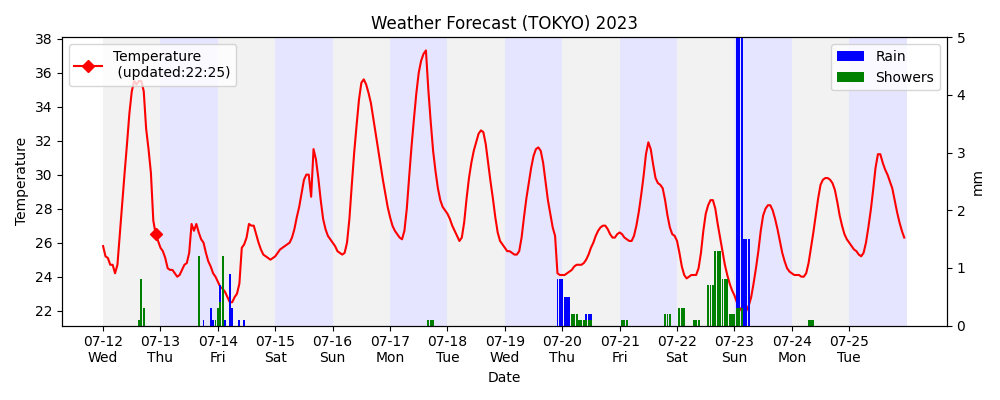 Weather Forecast (TOKYO) 2023
Temperature
(updated:22:25)
Rain
Showers
Temperature
38
36
34
32
30
28
26
24
22
5
4
3
2
1
0
mm
07-12 07-13 07-14 07-15 07-16 07-17 07-18 07-19 07-20 07-21 07-22 07-23 07-24 07-25
Wed Thu Fri Sat Sun Mon Tue Wed Thu Fri Sat Sun Mon Tue
Date